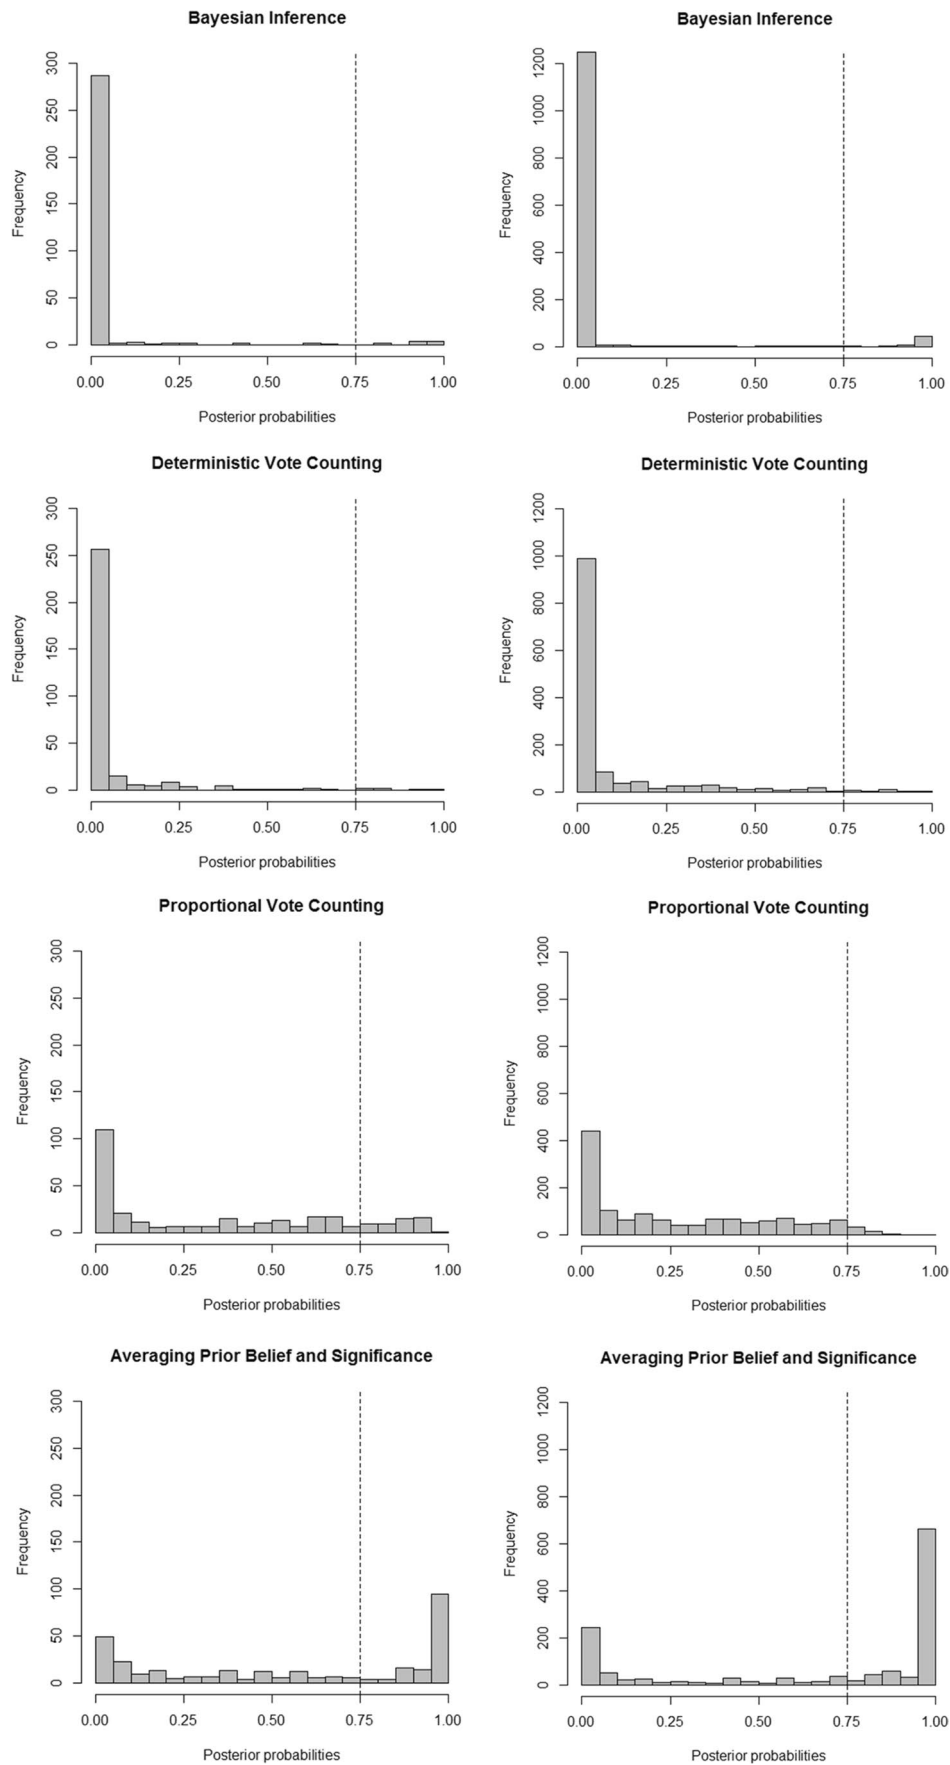 Bayesian Inference
Frequency
0 50 100 150 200 250 300
0.00 0.25 0.50 0.75 1.00
Posterior probabilities
Bayesian Inference
Frequency
0 200 400 600 800 1000 1200
0.00 0.25 0.50 0.75 1.00
Posterior probabilities
Deterministic Vote Counting
Frequency
0 50 100 150 200 250 300
0.00 0.25 0.50 0.75 1.00
Posterior probabilities
Deterministic Vote Counting
Frequency
0 200 400 600 800 1000 1200
0.00 0.25 0.50 0.75 1.00
Posterior probabilities
Proportional Vote Counting
Frequency
0 50 100 150 200 250 300
0.00 0.25 0.50 0.75 1.00
Posterior probabilities
Proportional Vote Counting
Frequency
0 200 400 600 800 1000 1200
0.00 0.25 0.50 0.75 1.00
Posterior probabilities
Averaging Prior Belief and Significance
Frequency
0 50 100 150 200 250 300
0.00 0.25 0.50 0.75 1.00
Posterior probabilities
Averaging Prior Belief and Significance
Frequency
0 200 400 600 800 1000 1200
0.00 0.25 0.50 0.75 1.00
Posterior probabilities